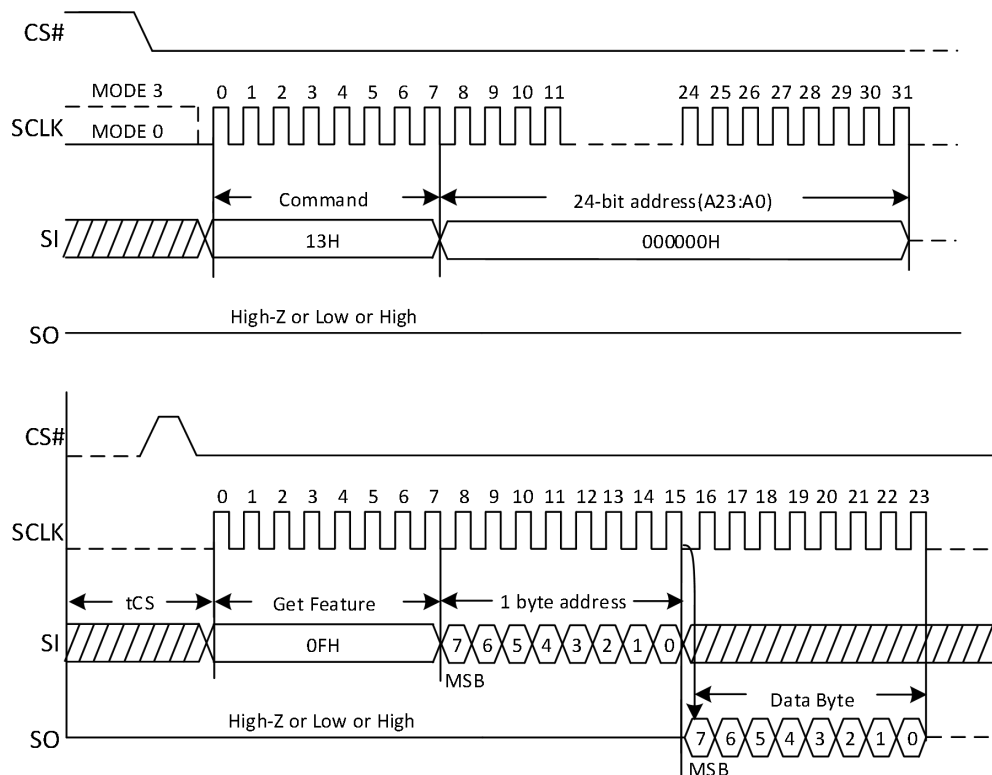 CS#
MODE 3
0 1 2 3 4 5 6 7 8 9 10 11 24 25 26 27 28 29 30 31
SCLK
MODE 0
Command 24-bit address(A23:A0)
SI 13H 000000H
High-Z or Low or High
SO
CS#
0 1 2 3 4 5 6 7 8 9 10 11 12 13 14 15 16 17 18 19 20 21 22 23
SCLK
tCS Get Feature 1 byte address
SI 0FH 7 6 5 4 3 2 1 0
MSB
Data Byte
High-Z or Low or High
SO 7 6 5 4 3 2 1 0
MSB